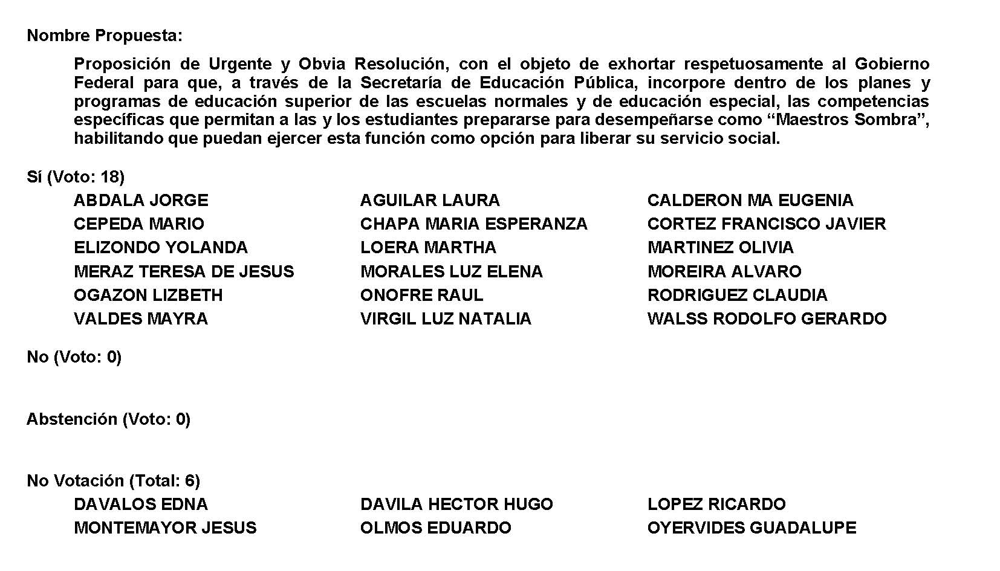 Nombre Propuesta:
Proposición de Urgente y Obvia Resolución, con el objeto de exhortar respetuosamente al Gobierno
Federal para que, a través de la Secretaría de Educación Pública, incorpore dentro de los planes y
programas de educación superior de las escuelas normales y de educación especial, las competencias
específicas que permitan a las y los estudiantes prepararse para desempeñarse como “Maestros Sombra”,
habilitando que puedan ejercer esta función como opción para liberar su servicio social.
Sí (Voto: 18)
ABDALA JORGE AGUILAR LAURA CALDERON MA EUGENIA
CEPEDA MARIO CHAPA MARIA ESPERANZA CORTEZ FRANCISCO JAVIER
ELIZONDO YOLANDA LOERA MARTHA MARTINEZ OLIVIA
MERAZ TERESA DE JESUS MORALES LUZ ELENA MOREIRA ALVARO
OGAZON LIZBETH ONOFRE RAUL RODRIGUEZ CLAUDIA
VALDES MAYRA VIRGIL LUZ NATALIA WALSS RODOLFO GERARDO
No (Voto: 0)
Abstención (Voto: 0)
No Votación (Total: 6)
DAVALOS EDNA DAVILA HECTOR HUGO LOPEZ RICARDO
MONTEMAYOR JESUS OLMOS EDUARDO OYERVIDES GUADALUPE